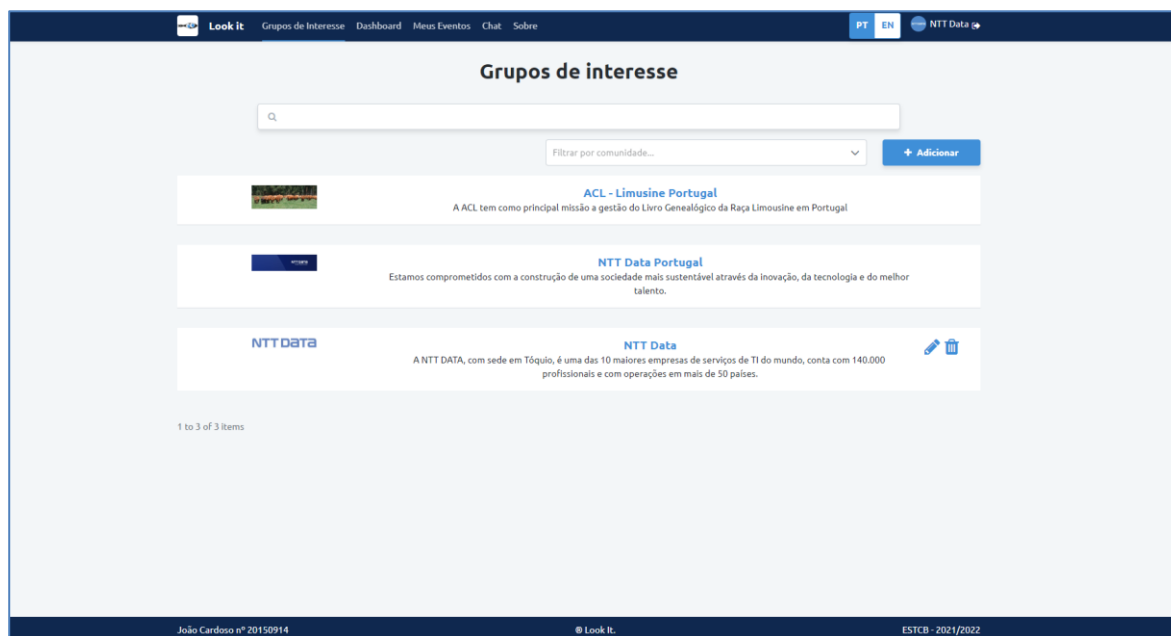 Look it Grupos de Interesse Dashboard Meus Eventos Chat Sobre PT EN NTT Data
Grupos de interesse
Filtrar por comunidade...
+ Adicionar
ACL - Limusine Portugal
A ACL tem como principal missão a gestão do Livro Genealógico da Raça Limousine em Portugal
NTT Data Portugal
Estamos comprometidos com a construção de uma sociedade mais sustentável através da inovação, da tecnologia e do melhor
talento.
NTT DATA
NTT Data
A NTT DATA, com sede em Tóquio, é uma das 10 maiores empresas de serviços de TI do mundo, conta com 140.000
profissionais e com operações em mais de 50 países.
1 to 3 of 3 items
João Cardoso nº 20150914
® Look It.
ESTCB - 2021/2022